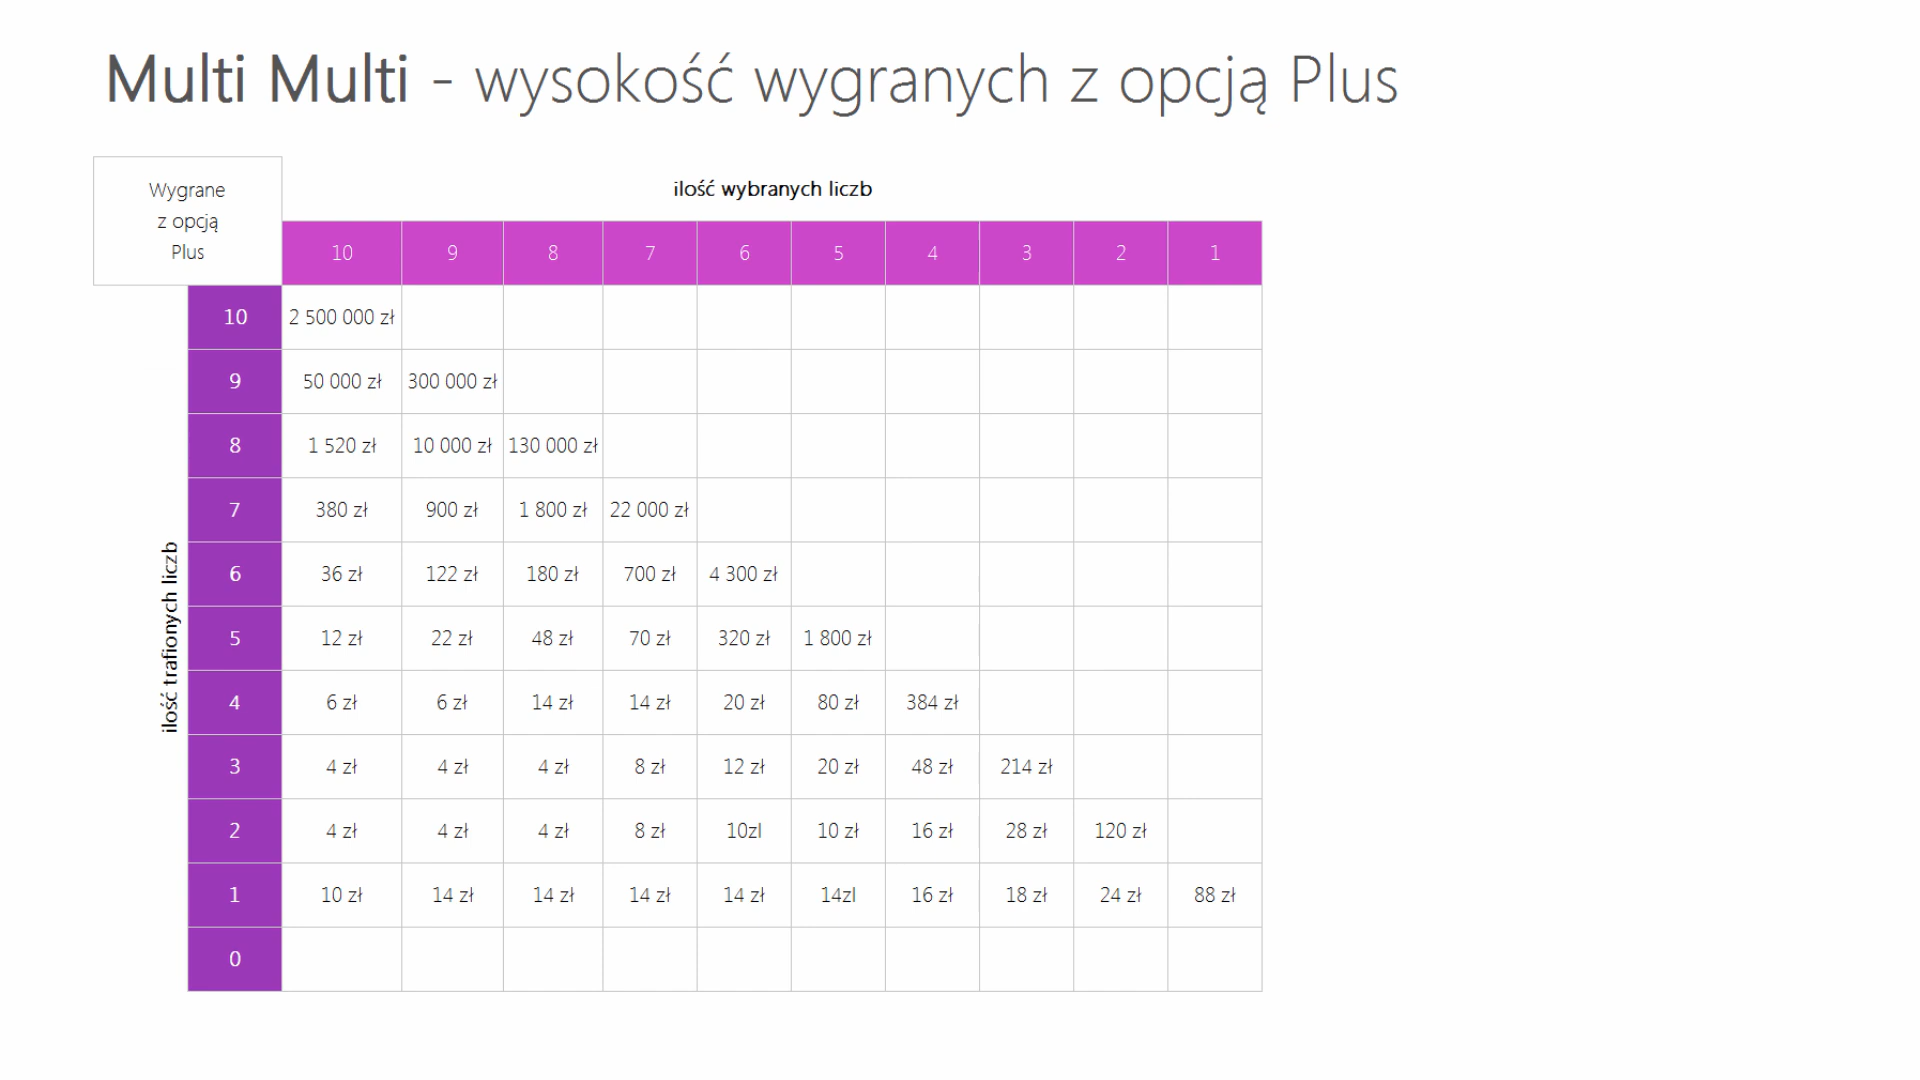 Multi Multi - wysokość wygranych z opcją Plus
Wygrane
z opcją
Plus
ilość wybranych liczb
10 9 8 7 6 5 4 3 2 1
ilość trafionych liczb
10 2 500 000 zł
9 50 000 zł 300 000 zł
8 1 520 zł 10 000 zł 130 000 zł
7 380 zł 900 zł 1 800 zł 22 000 zł
6 36 zł 122 zł 180 zł 700 zł 4 300 zł
5 12 zł 22 zł 48 zł 70 zł 320 zł 1 800 zł
4 6 zł 6 zł 14 zł 14 zł 20 zł 80 zł 384 zł
3 4 zł 4 zł 4 zł 8 zł 12 zł 20 zł 48 zł 214 zł
2 4 zł 4 zł 4 zł 8 zł 10zl 10 zł 16 zł 28 zł 120 zł
1 10 zł 14 zł 14 zł 14 zł 14 zł 14zl 16 zł 18 zł 24 zł 88 zł
0